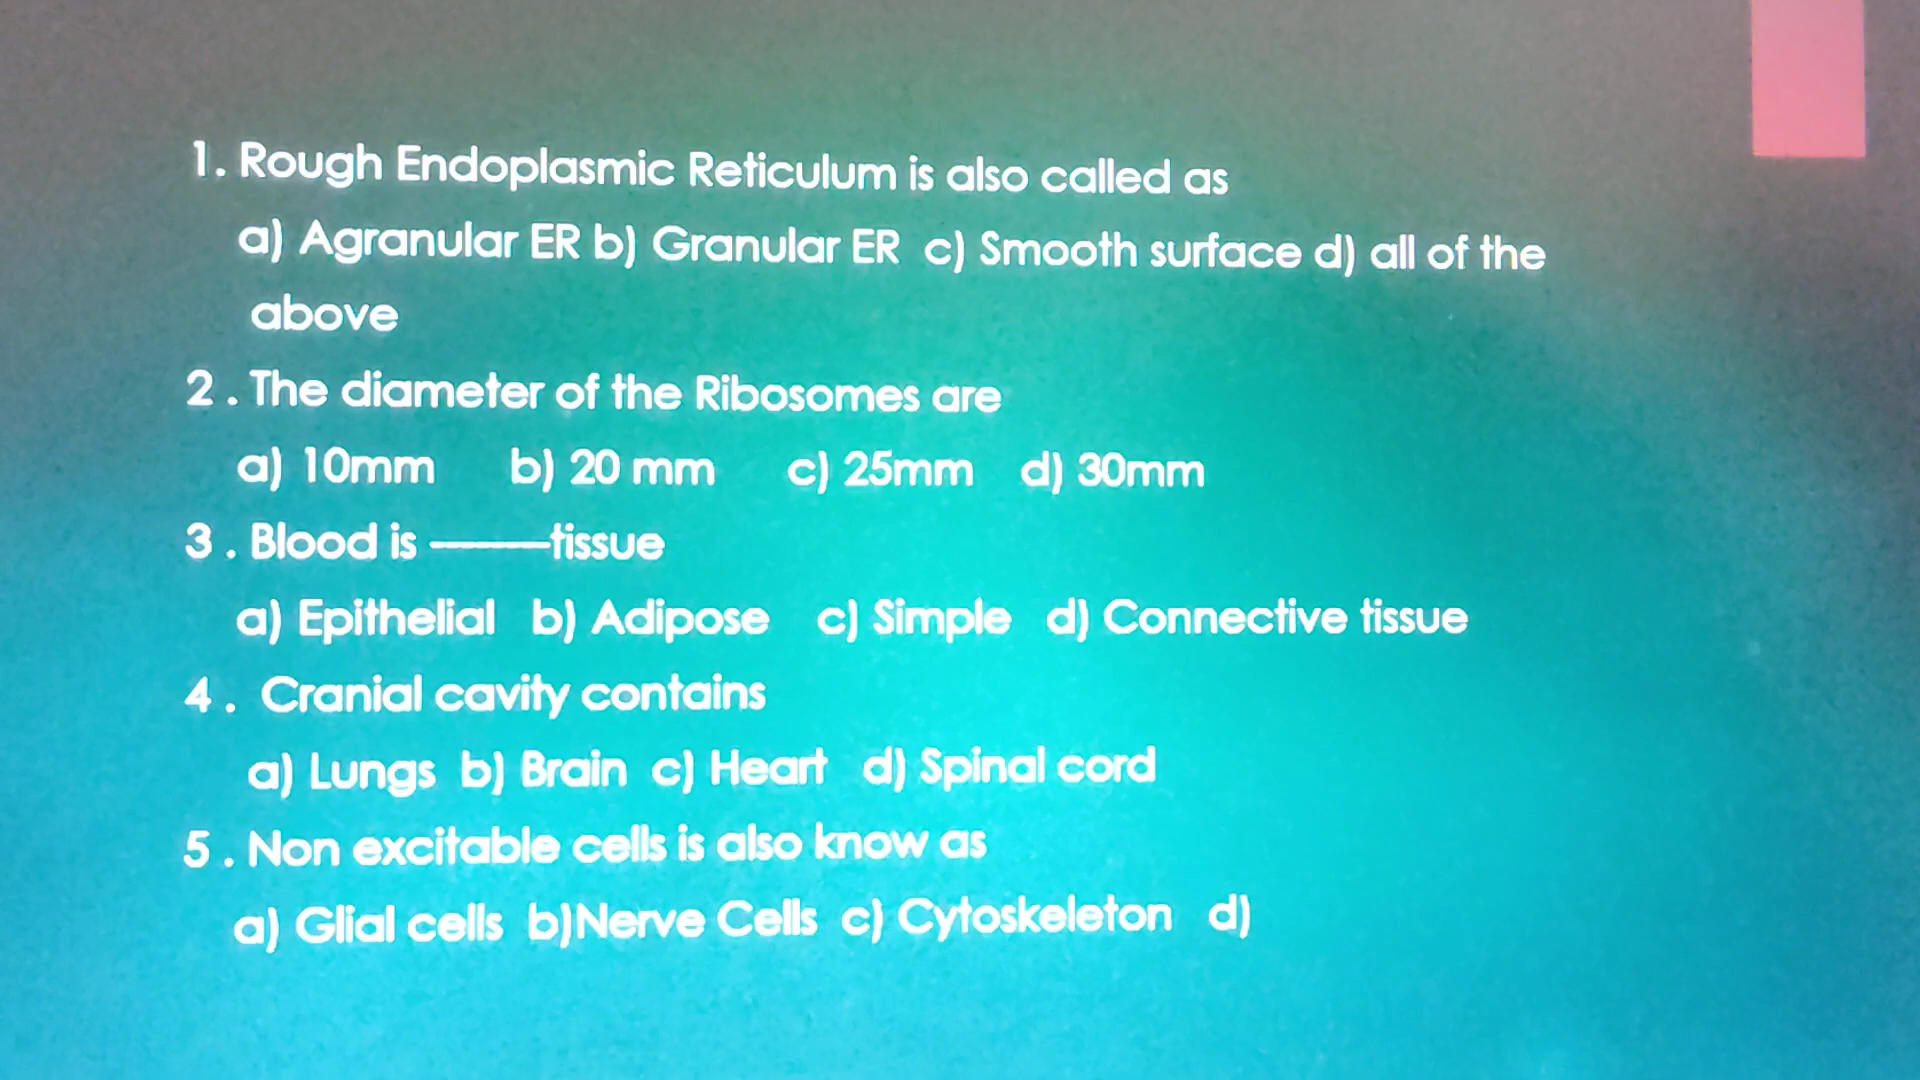 1. Rough Endoplasmic Reticulum is also called as
a) Agranular ER b) Granular ER c) Smooth surface d) all of the
above
2 . The diameter of the Ribosomes are
a) 10mm b) 20 mm c) 25mm d) 30mm
3 . Blood is ———tissue
a) Epithelial b) Adipose c) Simple d) Connective tissue
4 . Cranial cavity contains
a) Lungs b) Brain c) Heart d) Spinal cord
5 . Non excitable cells is also know as
a) Glial cells b)Nerve Cells c) Cytoskeleton d)